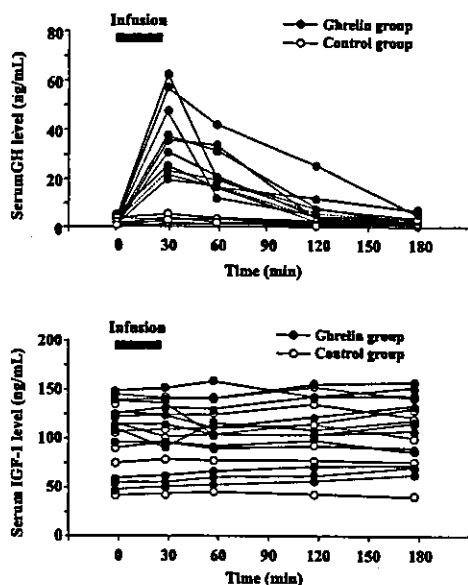 Infusion
Ghrelin group
Control group
SerumGH level (ng/mL)
80
60
40
20
0
0 30 60 90 120 150 180
Time (min)
Infusion
Ghrelin group
Control group
Serum IGF-1 level (ng/mL)
200
150
100
50
0
0 30 60 90 120 150 180
Time (min)